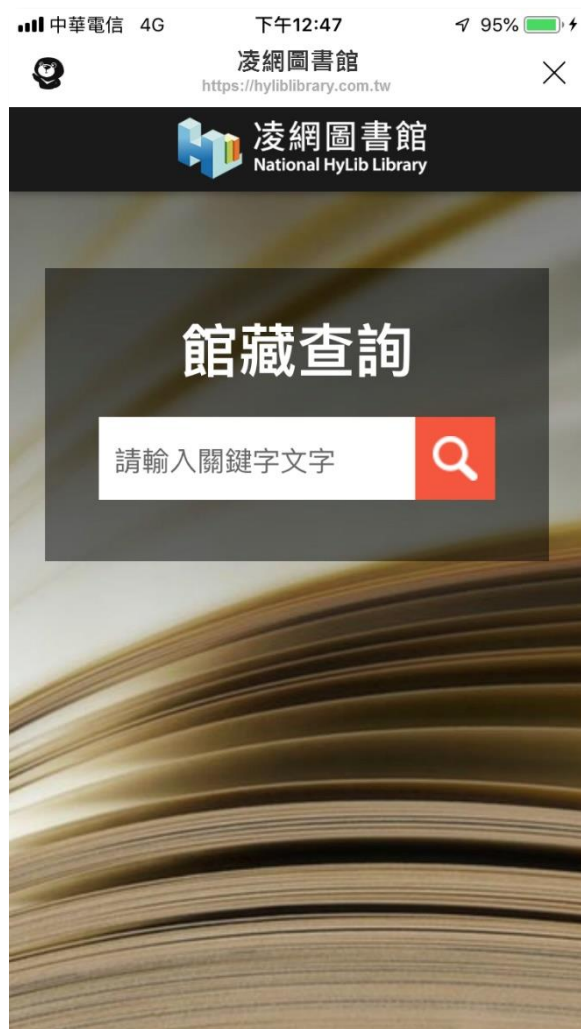 中華電信 4G 下午12:47 95%
凌網圖書館
https://hyliblibrary.com.tw
凌網圖書館
National HyLib Library
館藏查詢
請輸入關鍵字文字